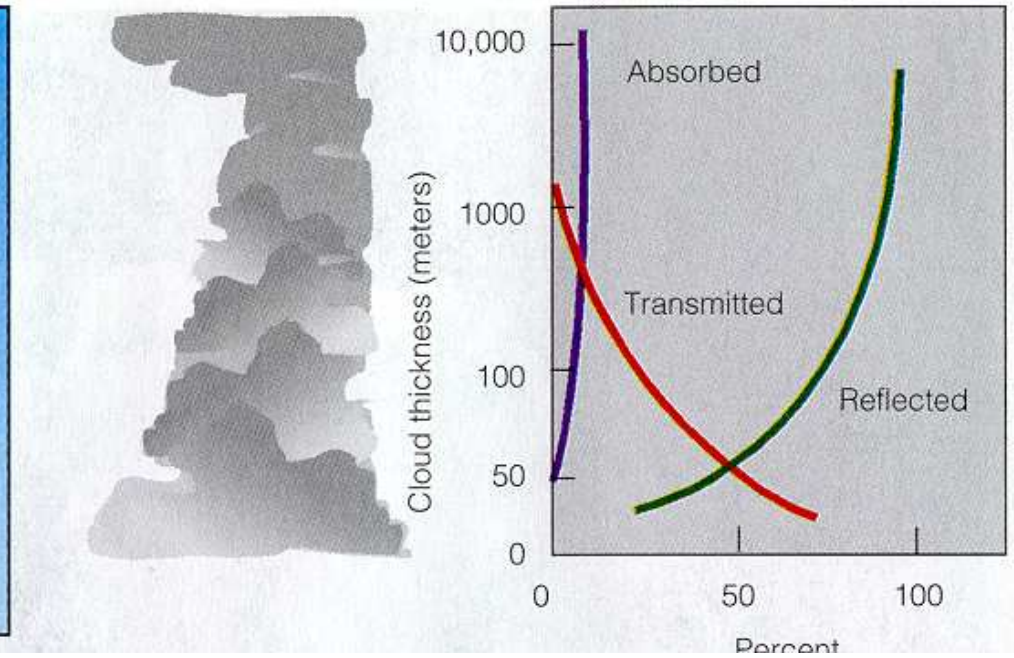 Cloud thickness (meters)
10,000
1000
100
50
0
Absorbed
Transmitted
Reflected
0
50
100
Percent